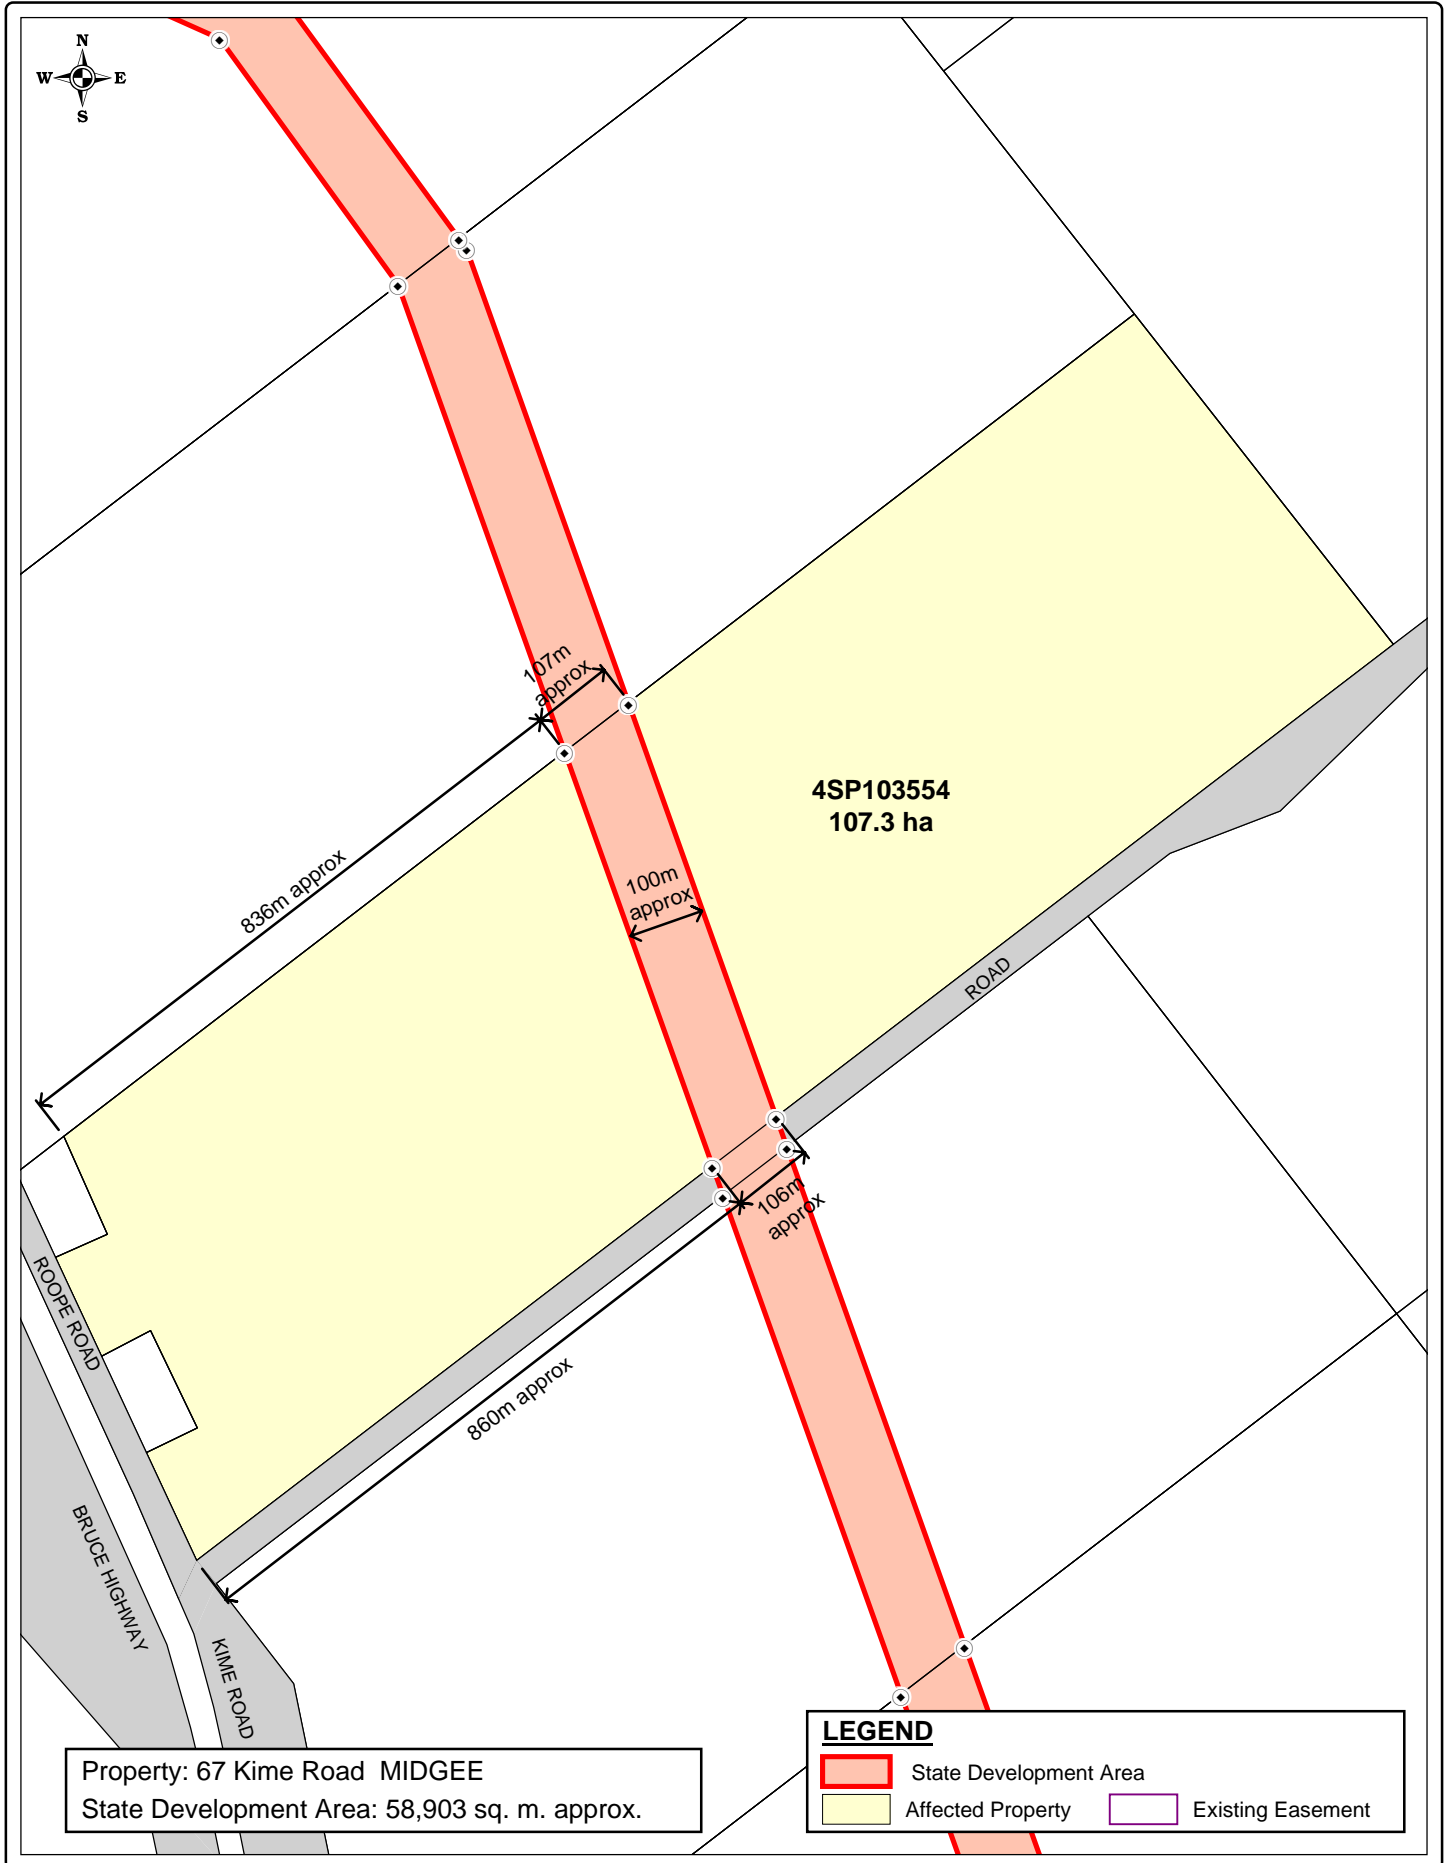 N
W E
S
107m
approx
4SP103554
107.3 ha
836m approx
100m
approx
ROAD
106m
approx
ROOPE ROAD
860m approx
BRUCE HIGHWAY
KIME ROAD
Property: 67 Kime Road MIDGEE
State Development Area: 58,903 sq. m. approx.
LEGEND
State Development Area
Affected Property
Existing Easement